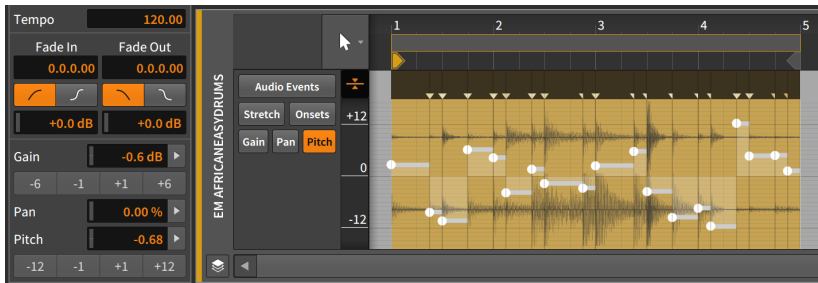 Tempo 120.00
Fade In Fade Out
0.0.0.00 0.0.0.00
+0.0 dB +0.0 dB
Gain -0.6 dB
-6 -1 +1 +6
Pan 0.00 %
Pitch -0.68
-12 -1 +1 +12
EM AFRICANEASYDRUMS
Audio Events
Stretch Onsets
Gain Pan Pitch
1 2 3 4 5
+12
0
-12